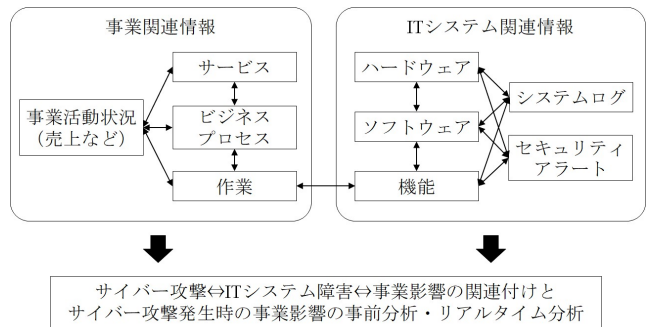 事業関連情報
サービス
事業活動状況
（売上など）
ビジネス
プロセス
作業
ITシステム関連情報
ハードウェア
ソフトウェア
機能
システムログ
セキュリティ
アラート
サイバー攻撃⇔ITシステム障害⇔事業影響の関連付けと
サイバー攻撃発生時の事業影響の事前分析・リアルタイム分析